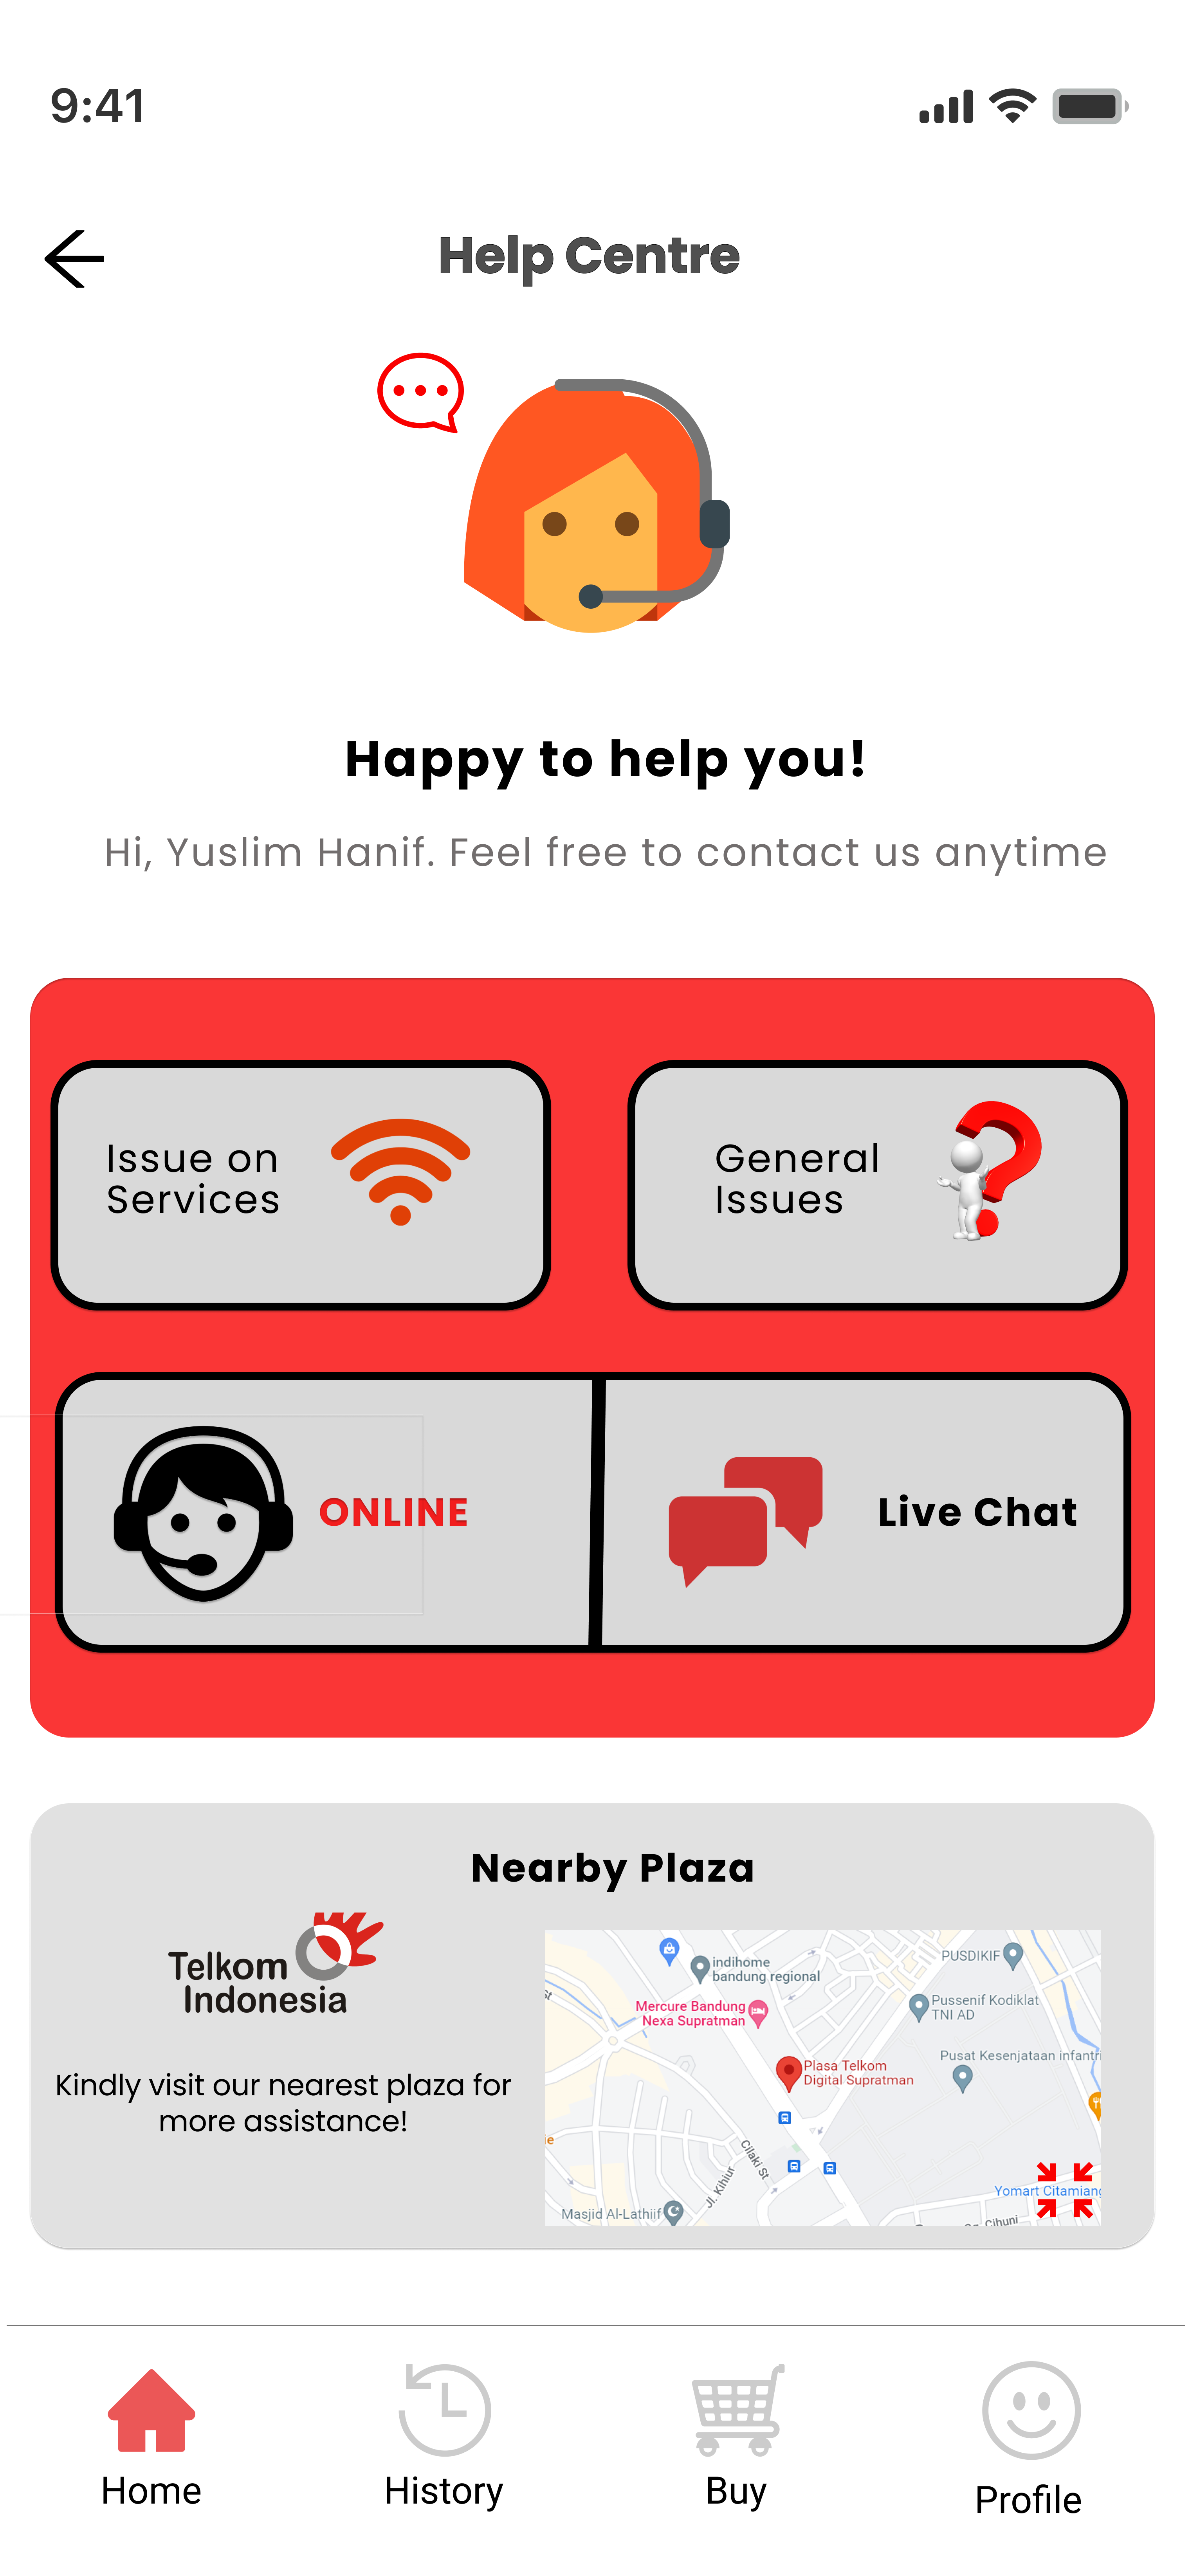 9:41
Help Centre
Happy to help you!
Hi, Yuslim Hanif. Feel free to contact us anytime
Issue on
Services
General
Issues
ONLINE
Live Chat
Nearby Plaza
Telkom
Indonesia
Kindly visit our nearest plaza for
more assistance!
indihome
bandung regional
PUSDIKIF
Mercure Bandung
Nexa Supratman
Pussenif Kodiklat
TNI AD
Pusat Kesenjataan infantri
Plasa Telkom
Digital Supratman
Cilaki St
Jl. Kihiur
Yomart Citamiang
Masjid Al-Lathiif
Cihuni
Home
History
Buy
Profile